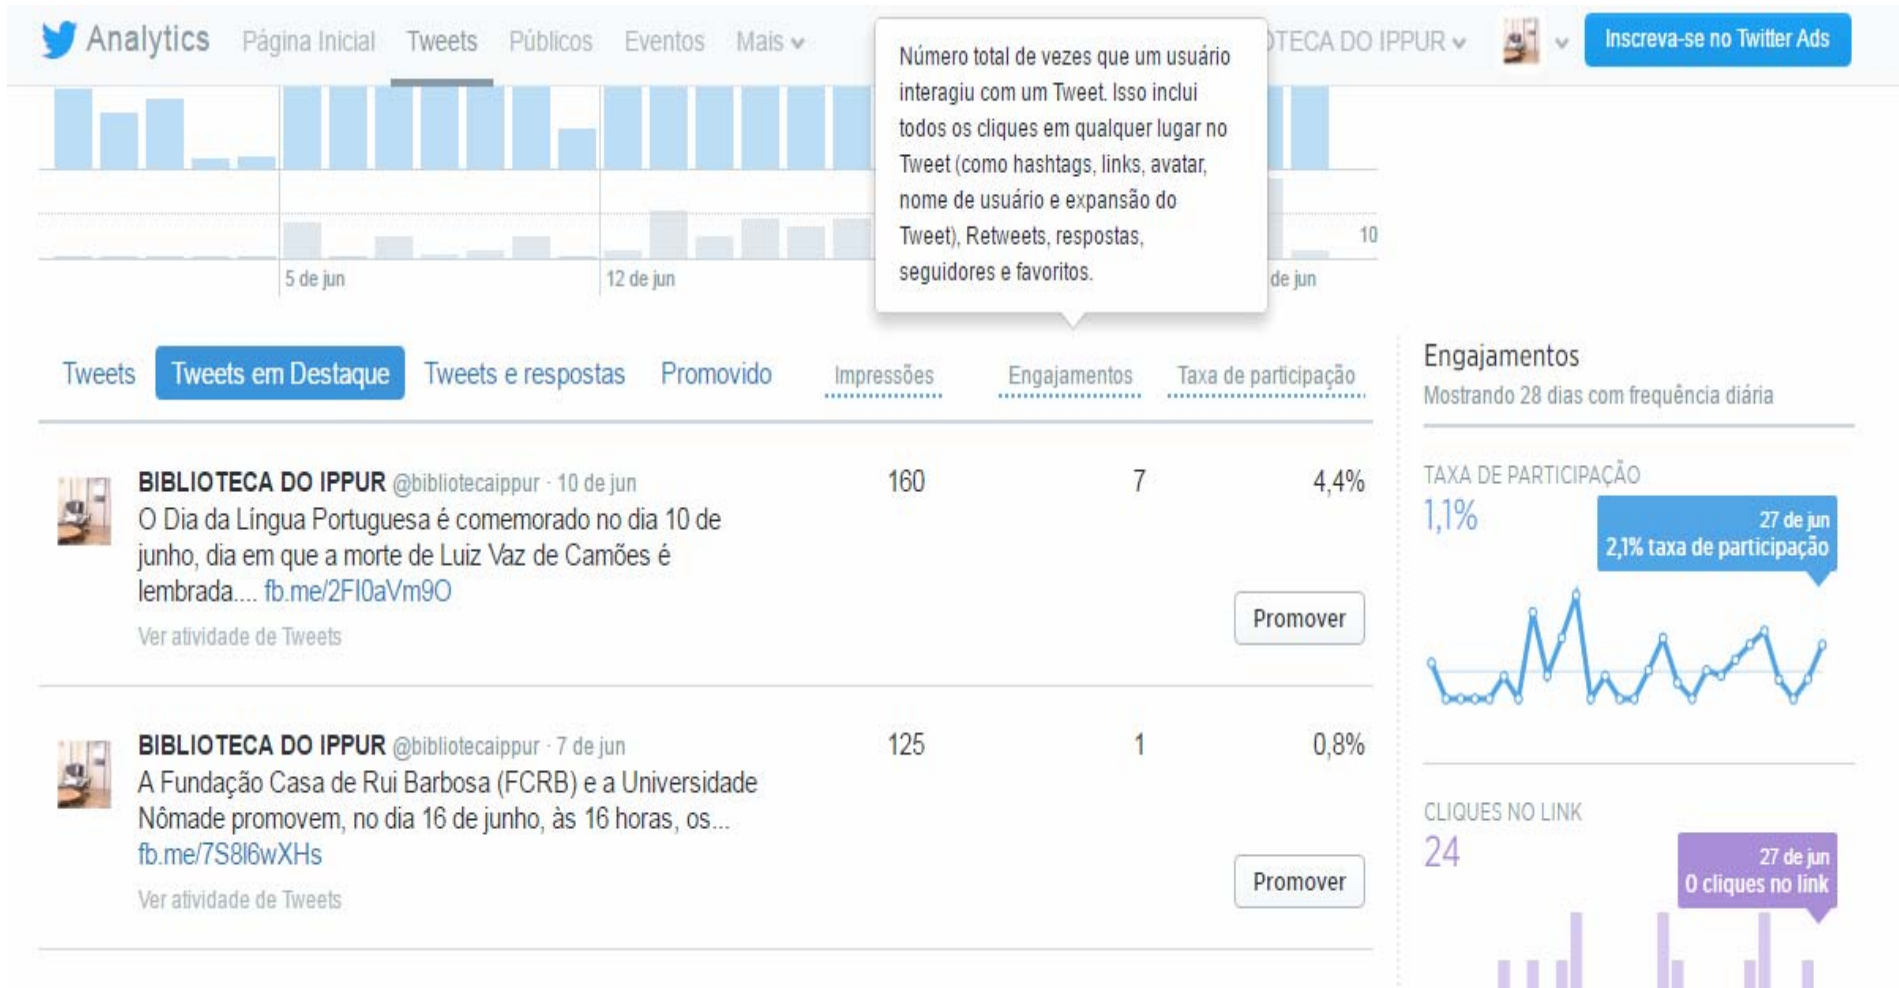 Analytics Página Inicial Tweets Públicos Eventos Mais
TECA DO IPPUR
Inscreva-se no Twitter Ads
Número total de vezes que um usuário
interagiu com um Tweet. Isso inclui
todos os cliques em qualquer lugar no
Tweet (como hashtags, links, avatar,
nome de usuário e expansão do
Tweet), Retweets, respostas,
seguidores e favoritos.
10
5 de jun
12 de jun
de jun
Tweets Tweets em Destaque Tweets e respostas Promovido Impressões Engajamentos Taxa de participação
BIBLIOTECA DO IPPUR @bibliotecaippur · 10 de jun 160 7 4,4%
O Dia da Língua Portuguesa é comemorado no dia 10 de
junho, dia em que a morte de Luiz Vaz de Camões é
lembrada.... fb.me/2FI0aVm9O
Promover
Ver atividade de Tweets
BIBLIOTECA DO IPPUR @bibliotecaippur · 7 de jun 125 1 0,8%
A Fundação Casa de Rui Barbosa (FCRB) e a Universidade
Nômade promovem, no dia 16 de junho, às 16 horas, os...
fb.me/7S8I6wXHs
Promover
Ver atividade de Tweets
Engajamentos
Mostrando 28 dias com frequência diária
TAXA DE PARTICIPAÇÃO
1,1%
27 de jun
2,1% taxa de participação
CLIQUES NO LINK
24
27 de jun
0 cliques no link